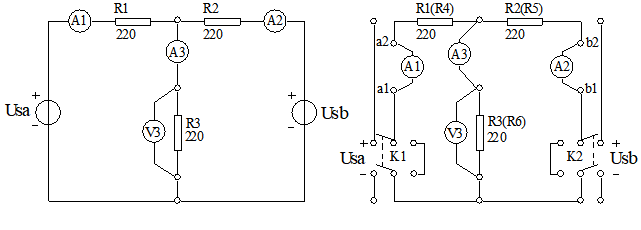 A1
R1
220
R2
220
A2
A3
Usa
+
-
V3
R3
220
+
-
Usb
R1(R4)
220
R2(R5)
220
a2
A1
a1
A3
b2
A2
b1
V3
R3(R6)
220
Usa
+
-
K1
K2
+
-
Usb